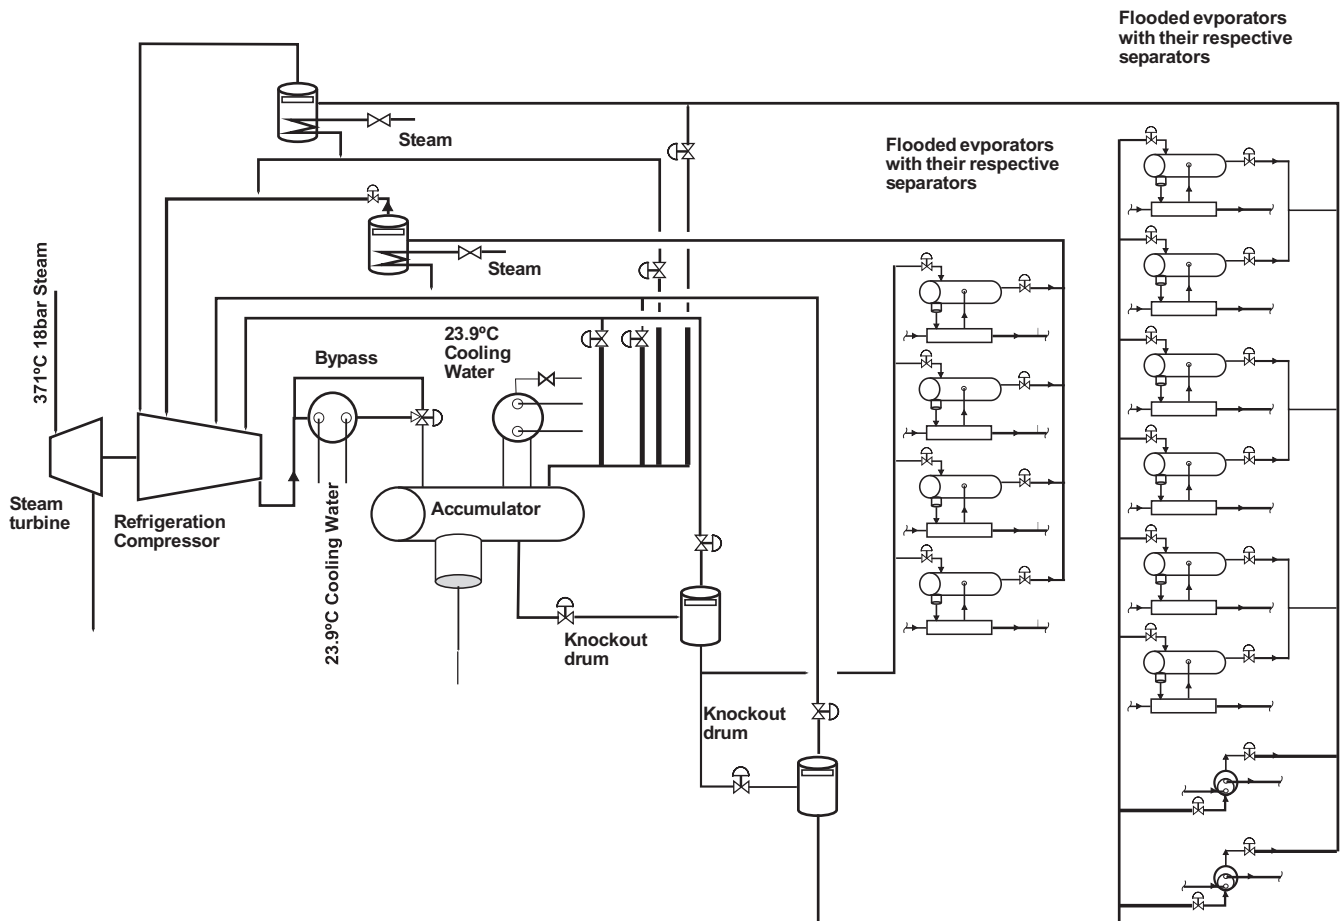 Flooded evporators
with their respective
separators
Steam
Flooded evporators
with their respective
separators
Steam
371ºC 18bar Steam
23.9ºC
Cooling
Water
Bypass
Accumulator
Steam
turbine
Refrigeration
Compressor
23.9ºC Cooling Water
Knockout
drum
Knockout
drum